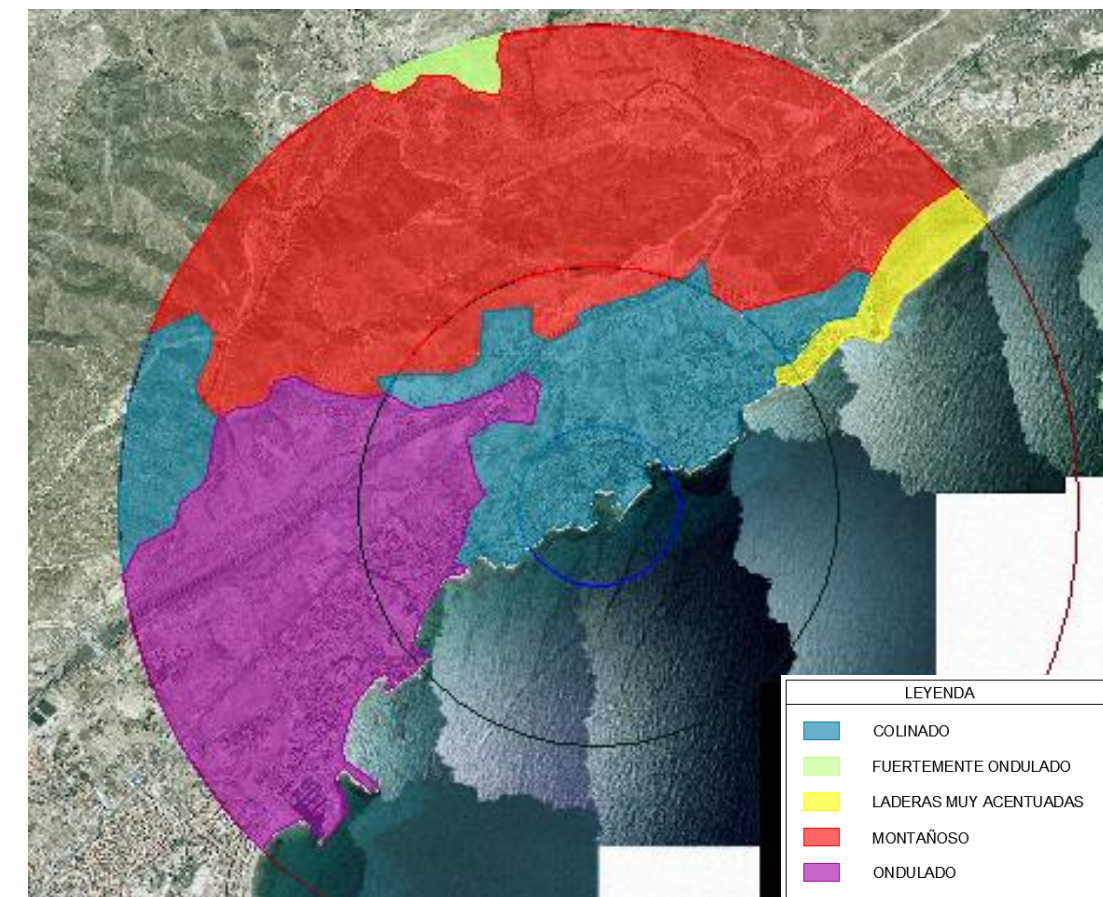 LEYENDA
COLINADO
FUERTEMENTE ONDULADO
LADERAS MUY ACENTUADAS
MONTAÑOSO
ONDULADO